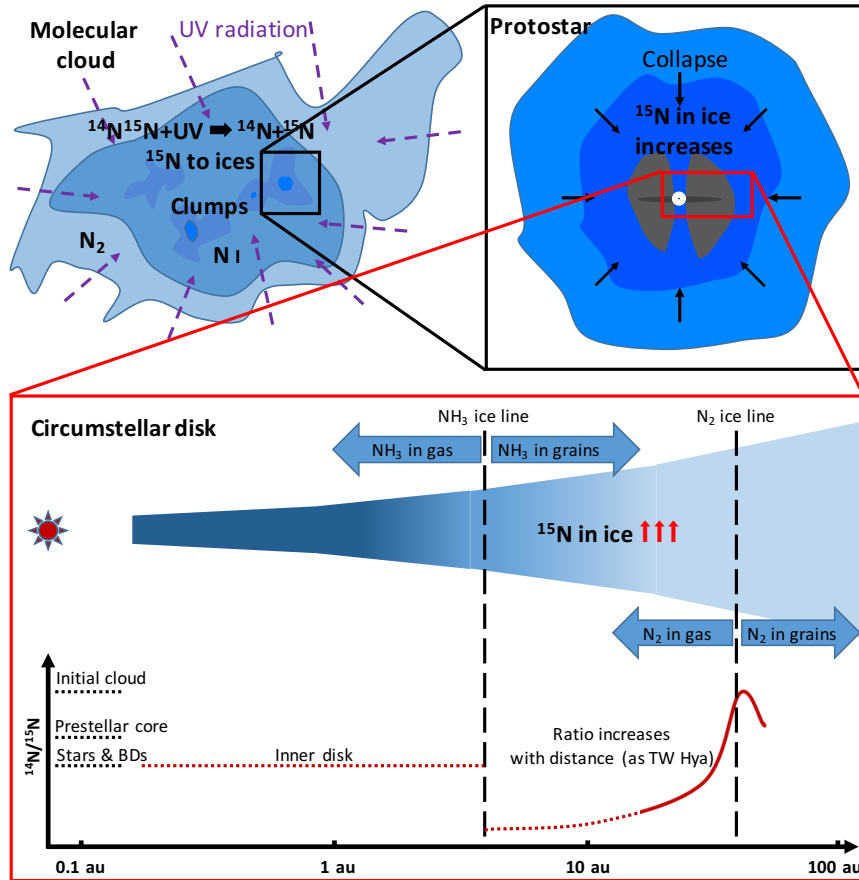 Molecular
cloud
UV radiation
¹⁴N¹⁵N+UV ➡ ¹⁴N+¹⁵N
¹⁵N to ices
Clumps
N₂
N I
Protostar
Collapse
¹⁵N in ice
increases
Circumstellar disk
NH₃ ice line
N₂ ice line
NH₃ in gas
NH₃ in grains
¹⁵N in ice ↑↑↑
N₂ in gas
N₂ in grains
¹⁴N/¹⁵N
Initial cloud
Prestellar core
Stars & BDs
Inner disk
Ratio increases
with distance (as TW Hya)
0.1 au
1 au
10 au
100 au